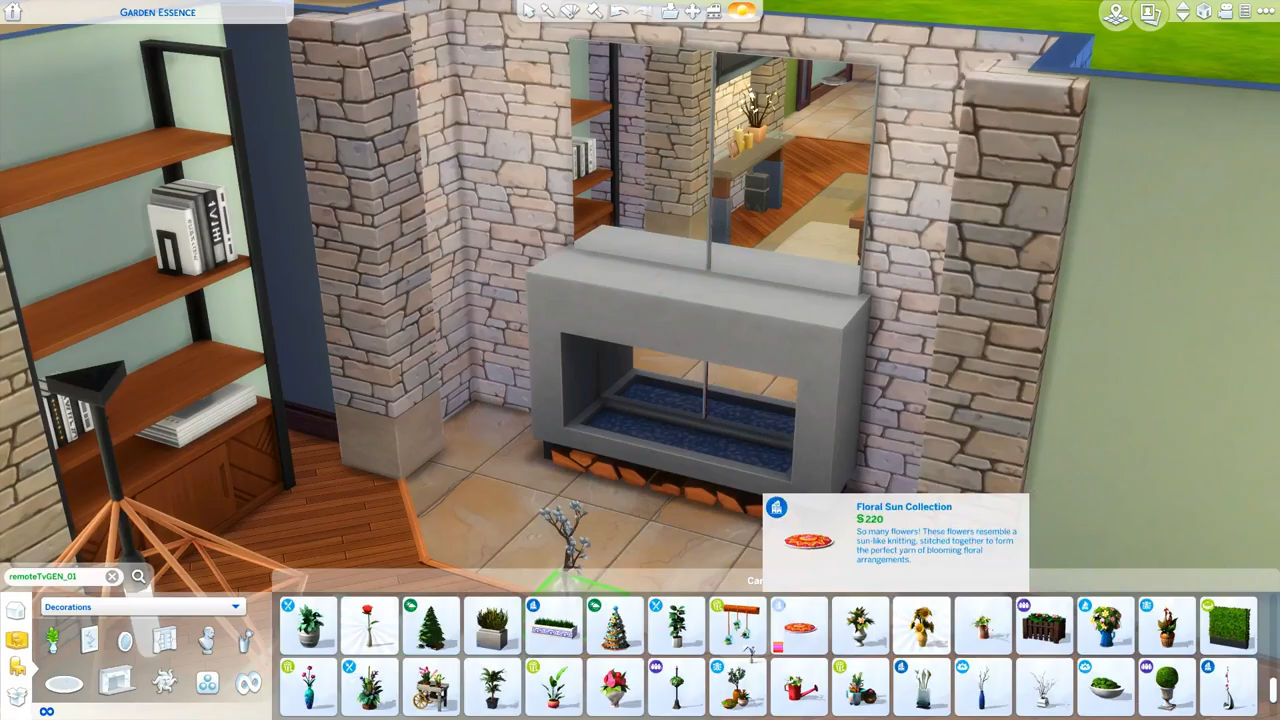 GARDEN ESSENCE
Floral Sun Collection
§220
So many flowers! These flowers resemble a
sun-like knitting, stitched together to form
the perfect yarn of blooming floral
arrangements.
remoteTvGEN_01
Decorations